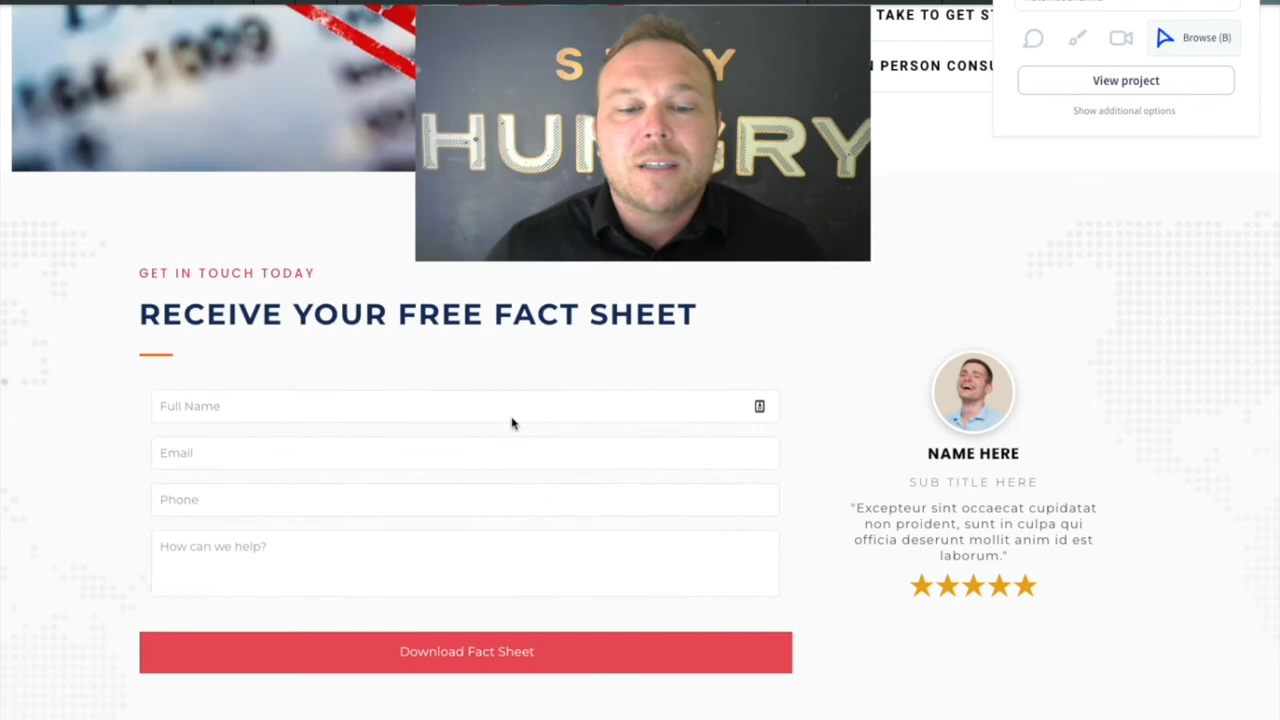 TAKE TO GET
PERSON CONSU
Browse (B)
View project
Show additional options
HUNGRY
GET IN TOUCH TODAY
RECEIVE YOUR FREE FACT SHEET
Full Name
Email
Phone
How can we help?
Download Fact Sheet
NAME HERE
SUB TITLE HERE
"Excepteur sint occaecat cupidatat
non proident, sunt in culpa qui
officia deserunt mollit anim id est
laborum."